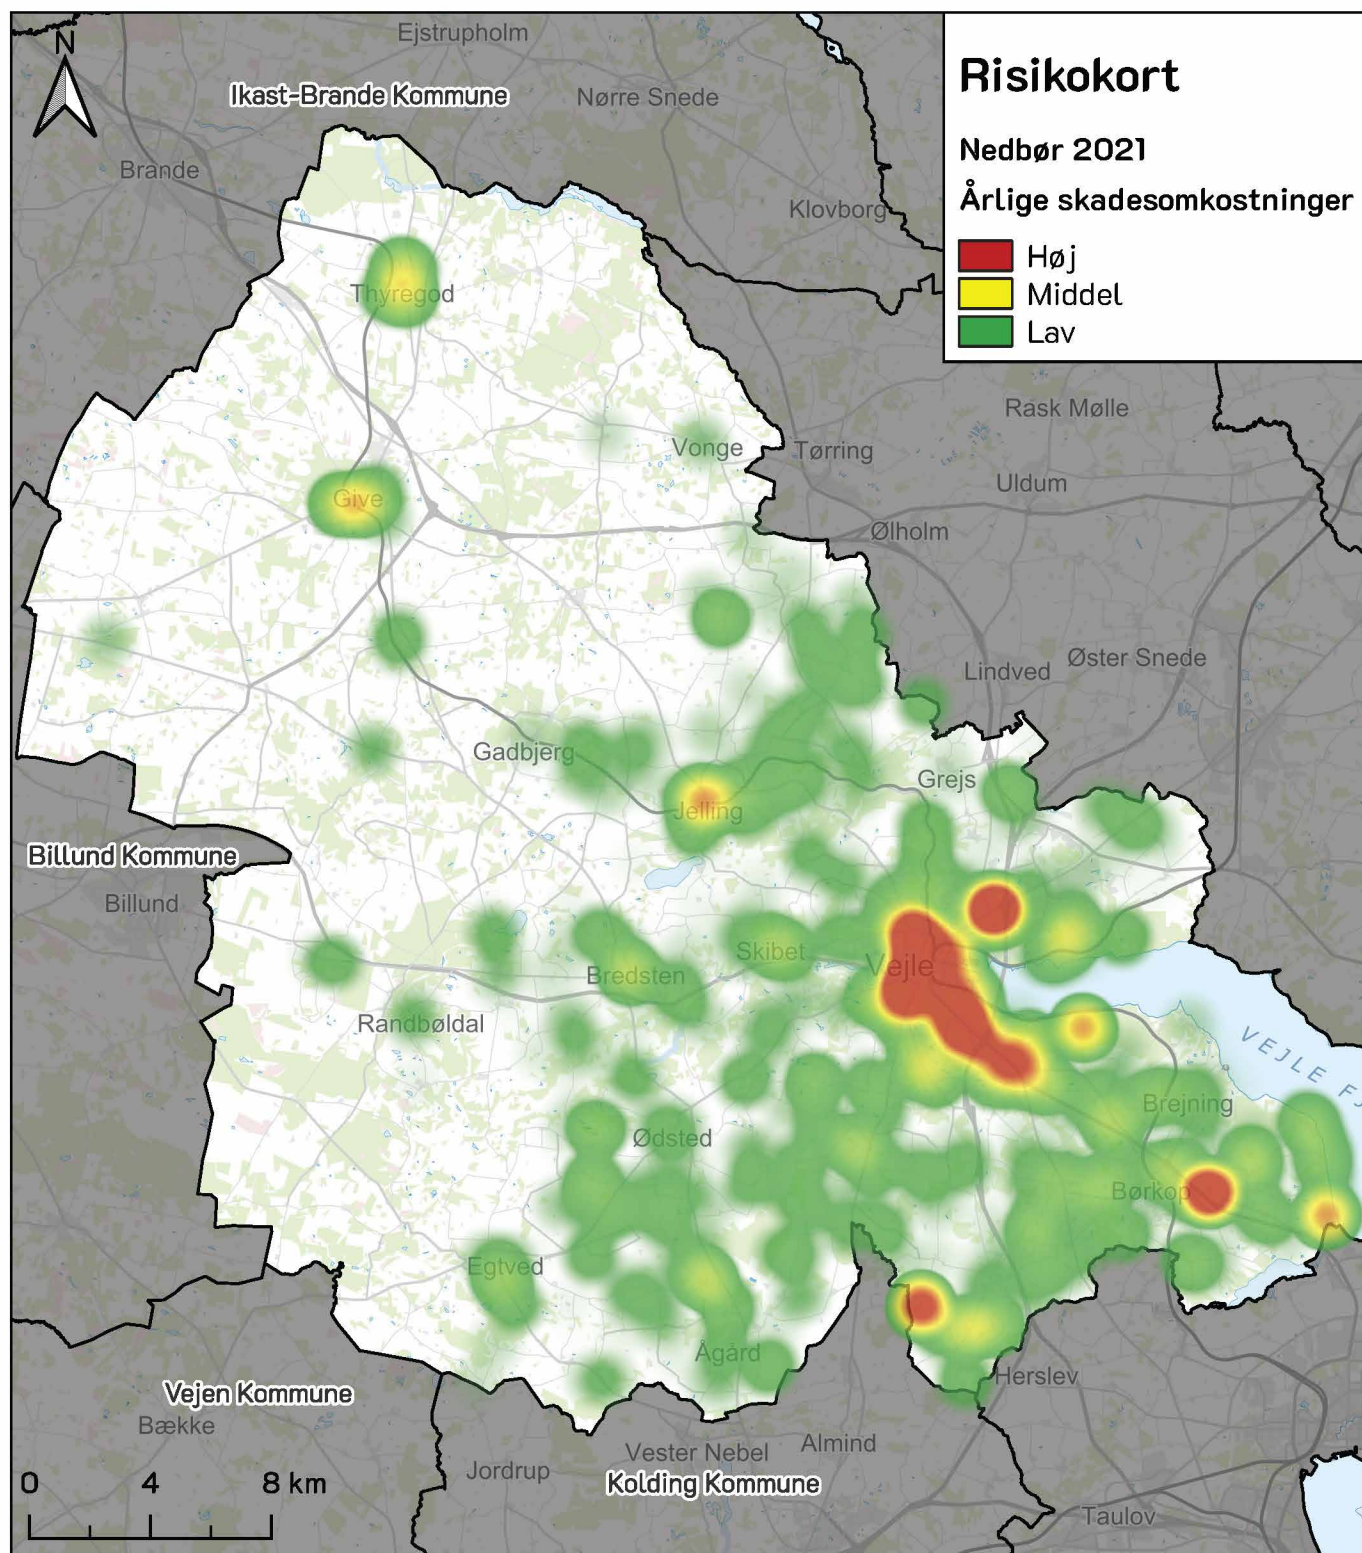 N
Ejstrupholm
Ikast-Brande Kommune
Nørre Snede
Brande
Klovborg
Risikokort
Nedbør 2021
Årlige skadesomkostninger
Høj
Middel
Lav
Thyregod
Rask Mølle
Vonge
Tørring
Uldum
Give
Ølholm
Lindved
Øster Snede
Gadbjerg
Grejs
Jelling
Billund Kommune
Billund
Skibet
Vejle
Bredsten
Randbøldal
VEJLE FJ
Brejning
Ødsted
Børkop
Egtved
Ågård
Herslev
Vejen Kommune
Bække
Vester Nebel
Almind
Jordrup
Kolding Kommune
Taulov
0 4 8 km